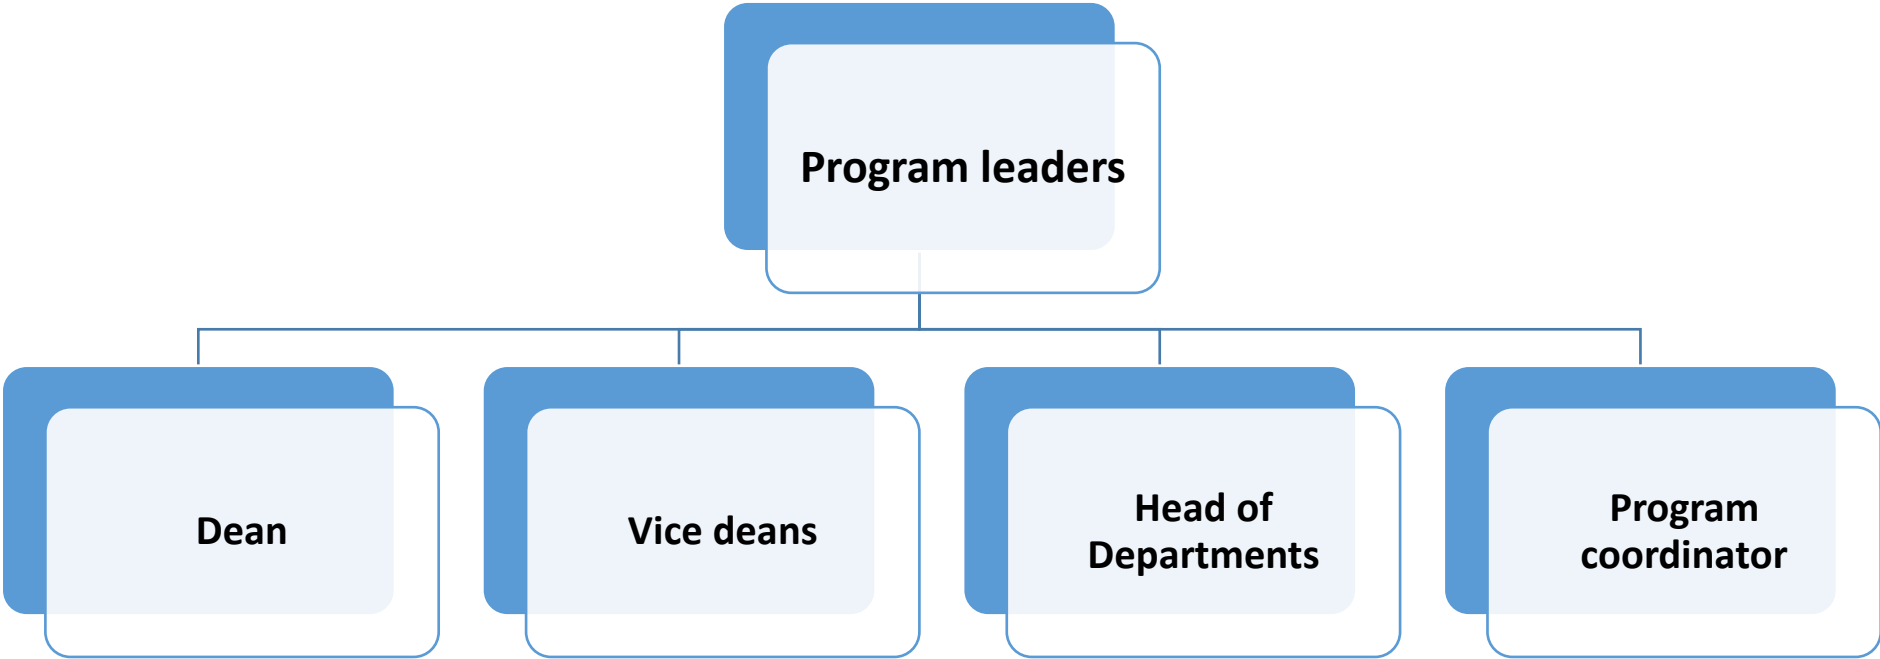 Program leaders
Dean
Vice deans
Head of
Departments
Program
coordinator